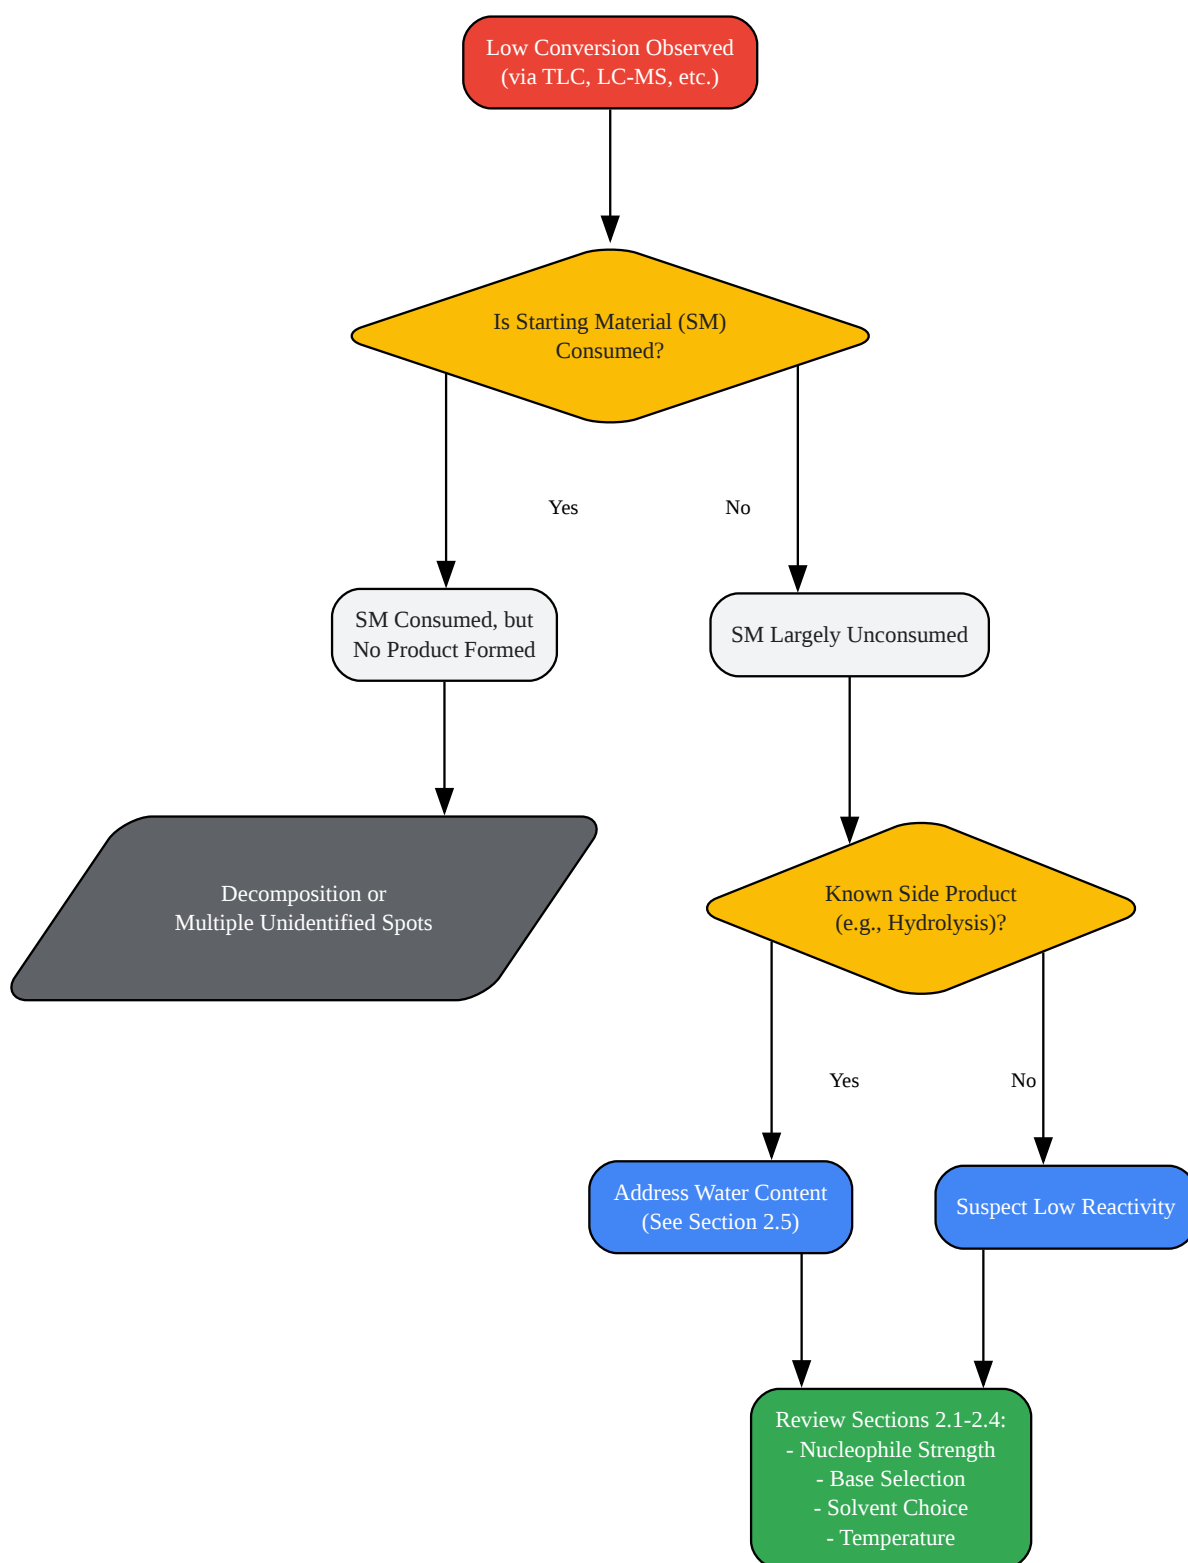 Low Conversion Observed
(via TLC, LC-MS, etc.)
Is Starting Material (SM)
Consumed?
Yes
No
SM Consumed, but
No Product Formed
SM Largely Unconsumed
Decomposition or
Multiple Unidentified Spots
Known Side Product
(e.g., Hydrolysis)?
Yes
No
Address Water Content
(See Section 2.5)
Suspect Low Reactivity
Review Sections 2.1-2.4:
- Nucleophile Strength
- Base Selection
- Solvent Choice
- Temperature